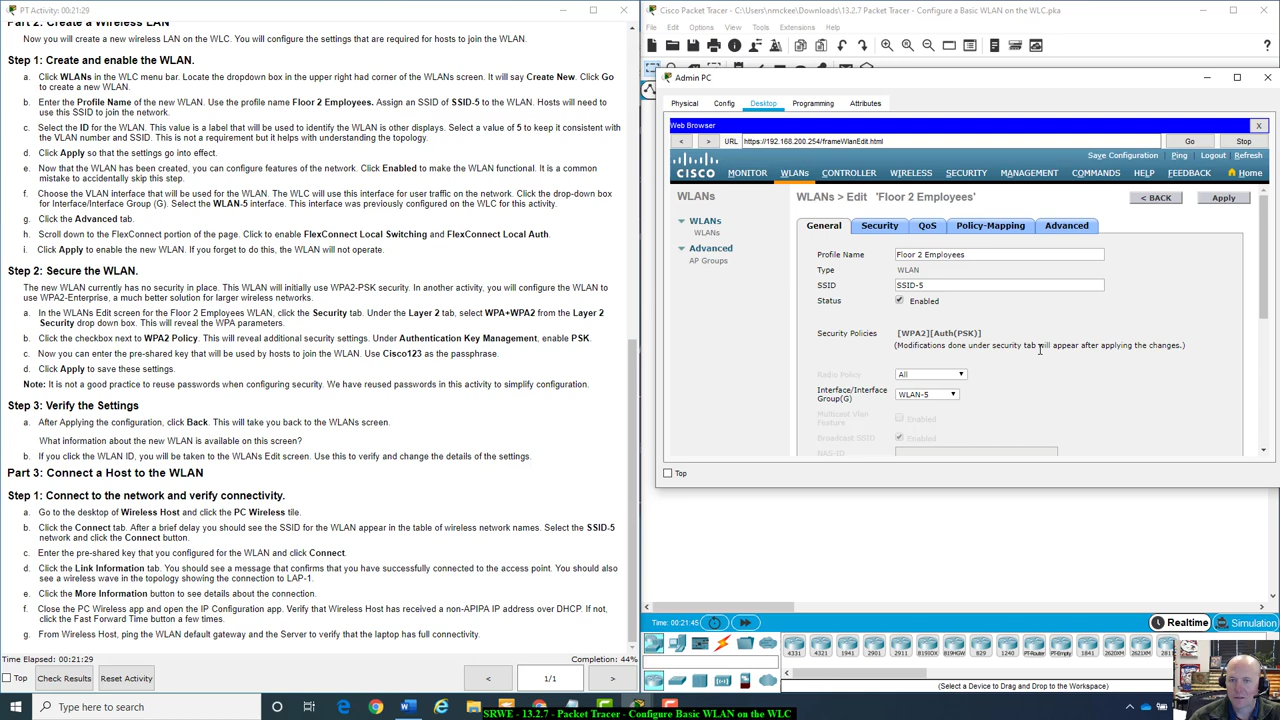 PT Activity: 00:21:29
Part 2: Create a Wireless LAN
Now you will create a new wireless LAN on the WLC. You will configure the settings that are required for hosts to join the WLAN.
Step 1: Create and enable the WLAN.
a. Click WLANs in the WLC menu bar. Locate the dropdown box in the upper right had corner of the WLANs screen. It will say Create New. Click Go
to create a new WLAN.
b. Enter the Profile Name of the new WLAN. Use the profile name Floor 2 Employees. Assign an SSID of SSID-5 to the WLAN. Hosts will need to
use this SSID to join the network.
c. Select the ID for the WLAN. This value is a label that will be used to identify the WLAN is other displays. Select a value of 5 to keep it consistent with
the VLAN number and SSID. This is not a requirement but it helps with understanding the topology.
d. Click Apply so that the settings go into effect.
e. Now that the WLAN has been created, you can configure features of the network. Click Enabled to make the WLAN functional. It is a common
mistake to accidentally skip this step.
f. Choose the VLAN interface that will be used for the WLAN. The WLC will use this interface for user traffic on the network. Click the drop-down box
for Interface/Interface Group (G). Select the WLAN-5 interface. This interface was previously configured on the WLC for this activity.
g. Click the Advanced tab.
h. Scroll down to the FlexConnect portion of the page. Click to enable FlexConnect Local Switching and FlexConnect Local Auth.
i. Click Apply to enable the new WLAN. If you forget to do this, the WLAN will not operate.
Step 2: Secure the WLAN.
The new WLAN currently has no security in place. This WLAN will initially use WPA2-PSK security. In another activity, you will configure the WLAN to
use WPA2-Enterprise, a much better solution for larger wireless networks.
a. In the WLANs Edit screen for the Floor 2 Employees WLAN, click the Security tab. Under the Layer 2 tab, select WPA+WPA2 from the Layer 2
Security drop down box. This will reveal the WPA parameters.
b. Click the checkbox next to WPA2 Policy. This will reveal additional security settings. Under Authentication Key Management, enable PSK.
c. Now you can enter the pre-shared key that will be used by hosts to join the WLAN. Use Cisco123 as the passphrase.
d. Click Apply to save these settings.
Note: It is not a good practice to reuse passwords when configuring security. We have reused passwords in this activity to simplify configuration.
Step 3: Verify the Settings
a. After Applying the configuration, click Back. This will take you back to the WLANs screen.
What information about the new WLAN is available on this screen?
b. If you click the WLAN ID, you will be taken to the WLANs Edit screen. Use this to verify and change the details of the settings.
Part 3: Connect a Host to the WLAN
Step 1: Connect to the network and verify connectivity.
a. Go to the desktop of Wireless Host and click the PC Wireless tile.
b. Click the Connect tab. After a brief delay you should see the SSID for the WLAN appear in the table of wireless network names. Select the SSID-5
network and click the Connect button.
c. Enter the pre-shared key that you configured for the WLAN and click Connect.
d. Click the Link Information tab. You should see a message that confirms that you have successfully connected to the access point. You should also
see a wireless wave in the topology showing the connection to LAP-1.
e. Click the More Information button to see details about the connection.
f. Close the PC Wireless app and open the IP Configuration app. Verify that Wireless Host has received a non-APIPA IP address over DHCP. If not,
click the Fast Forward Time button a few times.
g. From Wireless Host, ping the WLAN default gateway and the Server to verify that the laptop has full connectivity.
Time Elapsed: 00:21:29 Completion: 44%
Top Check Results Reset Activity < 1/1 >
Cisco Packet Tracer - C:\Users\nmckee\Downloads\13.2.7 Packet Tracer - Configure a Basic WLAN on the WLC.pka
File Edit Options View Tools Extensions
Admin PC
Physical Config Desktop Programming Attributes
Web Browser X
< > URL https://192.168.200.254/frameWlanEdit.html Go Stop
Save Configuration Ping Logout Refresh
CISCO MONITOR WLANs CONTROLLER WIRELESS SECURITY MANAGEMENT COMMANDS HELP FEEDBACK Home
WLANs
WLANs
WLANs
Advanced
AP Groups
WLANs > Edit 'Floor 2 Employees' < BACK Apply
General Security QoS Policy-Mapping Advanced
Profile Name Floor 2 Employees
Type WLAN
SSID SSID-5
Status Enabled
Security Policies [WPA2][Auth(PSK)]
(Modifications done under security tab will appear after applying the changes.)
Radio Policy All
Interface/Interface Group(G) WLAN-5
Multicast Vlan Feature Enabled
Broadcast SSID Enabled
NAS-ID
Top
Time: 00:21:45 Realtime Simulation
4331 4321 1941 2901 2911 819IOX 819HGW 829 1240 PT-Router PT-Empty 1841 2620XM 2621XM
(Select a Device to Drag and Drop to the Workspace)
Type here to search
SRWE - 13.2.7 - Packet Tracer - Configure Basic WLAN on the WLC